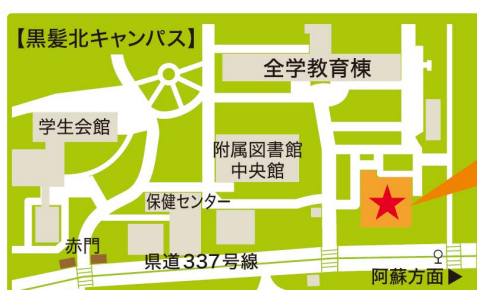 【黒髪北キャンパス】
全学教育棟
学生会館
附属図書館
中央館
保健センター
赤門
県道337号線
阿蘇方面▶